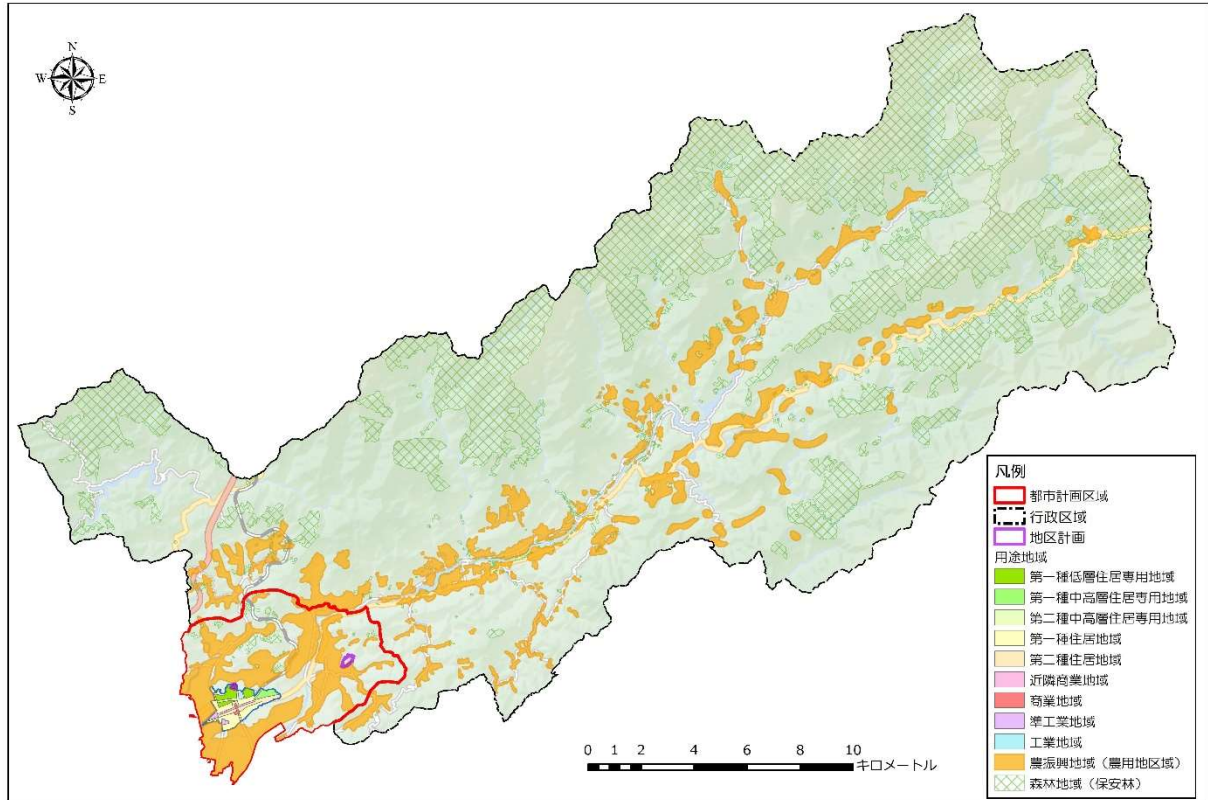 N
W E
S
凡例
都市計画区域
行政区域
地区計画
用途地域
第一種低層住居専用地域
第一種中高層住居専用地域
第二種中高層住居専用地域
第一種住居地域
第二種住居地域
近隣商業地域
商業地域
準工業地域
工業地域
農振興地域（農用地区域）
森林地域（保安林）
0 1 2 4 6 8 10
キロメートル